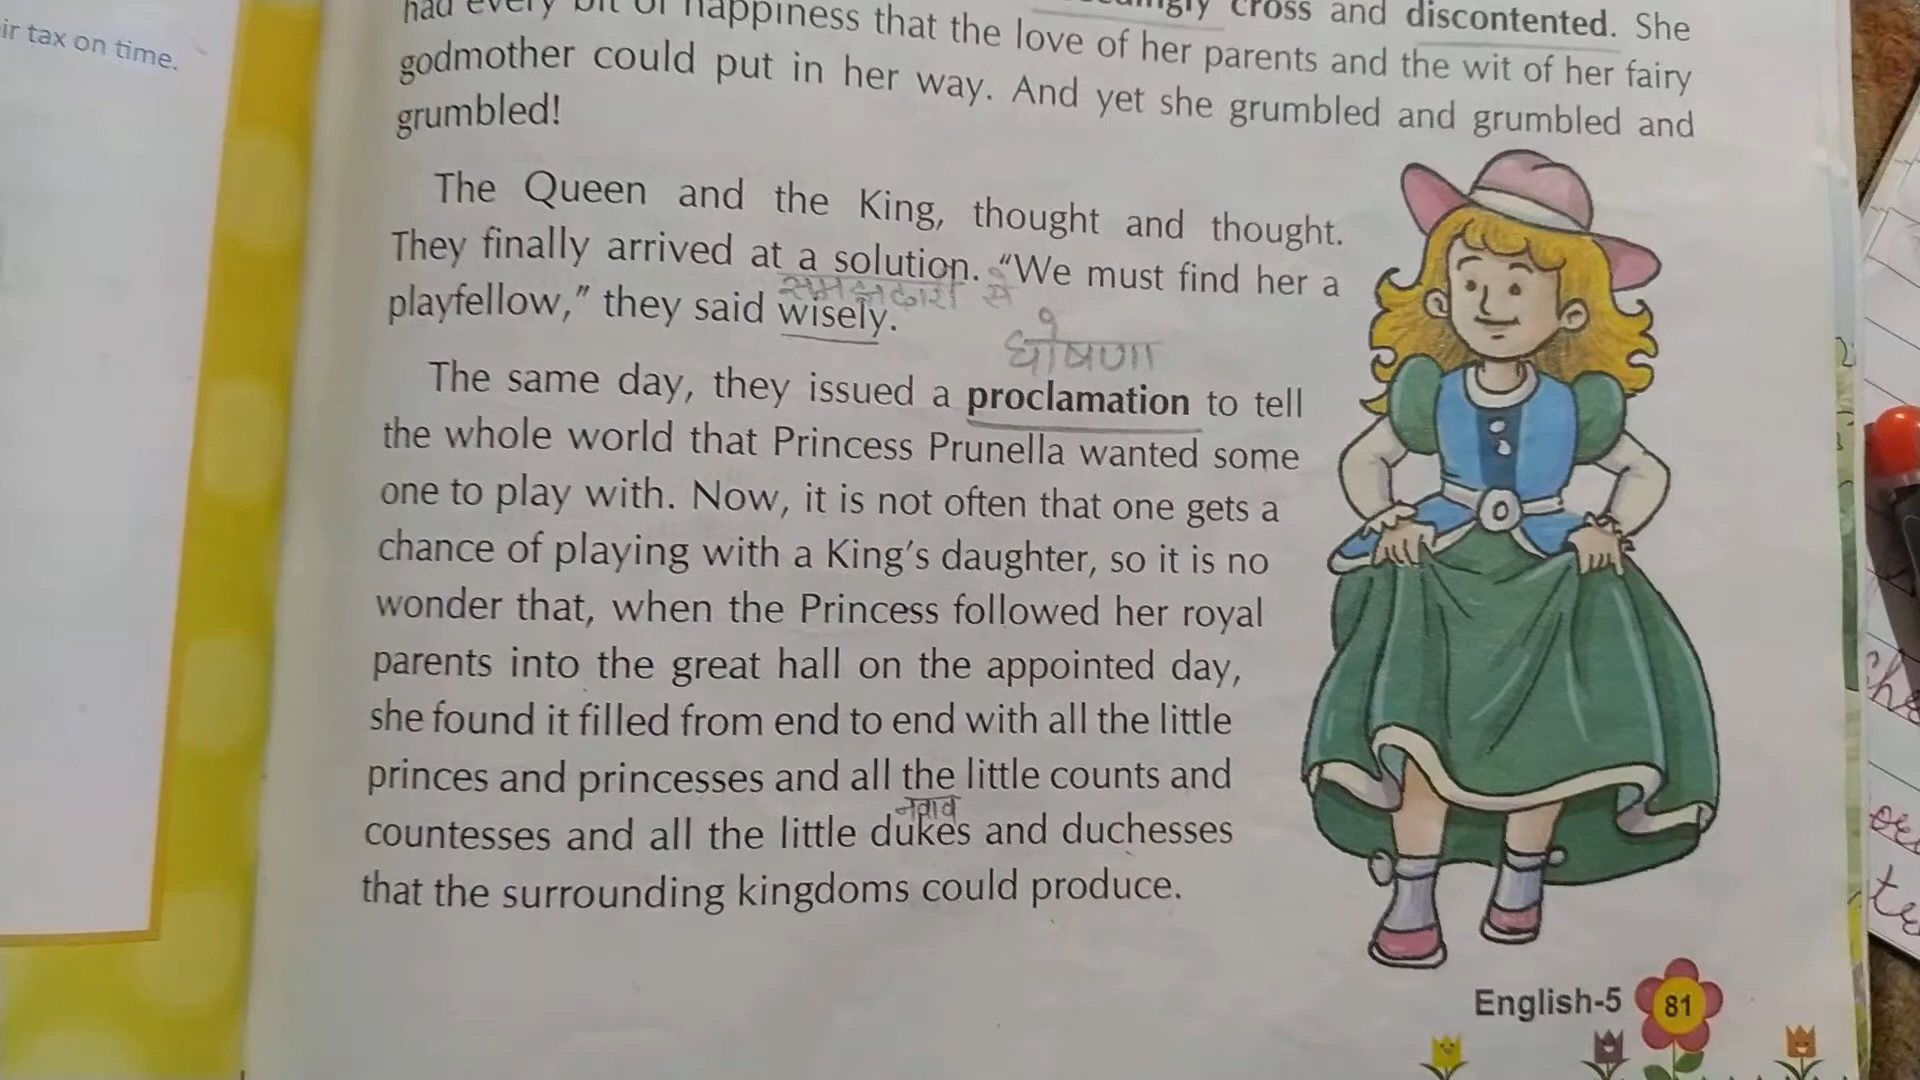 ir tax on time.
had every bit of happiness that the love of her parents and the wit of her fairy
cross and discontented. She
godmother could put in her way. And yet she grumbled and grumbled and
grumbled!
The Queen and the King, thought and thought.
They finally arrived at a solution. “We must find her a
समझदारी से
playfellow,” they said wisely.
घोषणा
The same day, they issued a proclamation to tell
the whole world that Princess Prunella wanted some
one to play with. Now, it is not often that one gets a
chance of playing with a King’s daughter, so it is no
wonder that, when the Princess followed her royal
parents into the great hall on the appointed day,
she found it filled from end to end with all the little
princes and princesses and all the little counts and
नवाब
countesses and all the little dukes and duchesses
that the surrounding kingdoms could produce.
English-5 81